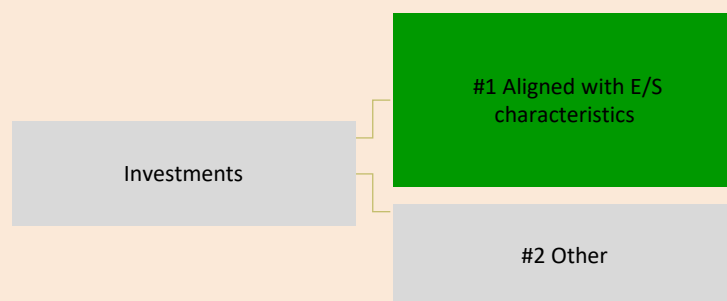 #1 Aligned with E/S
characteristics
Investments
#2 Other